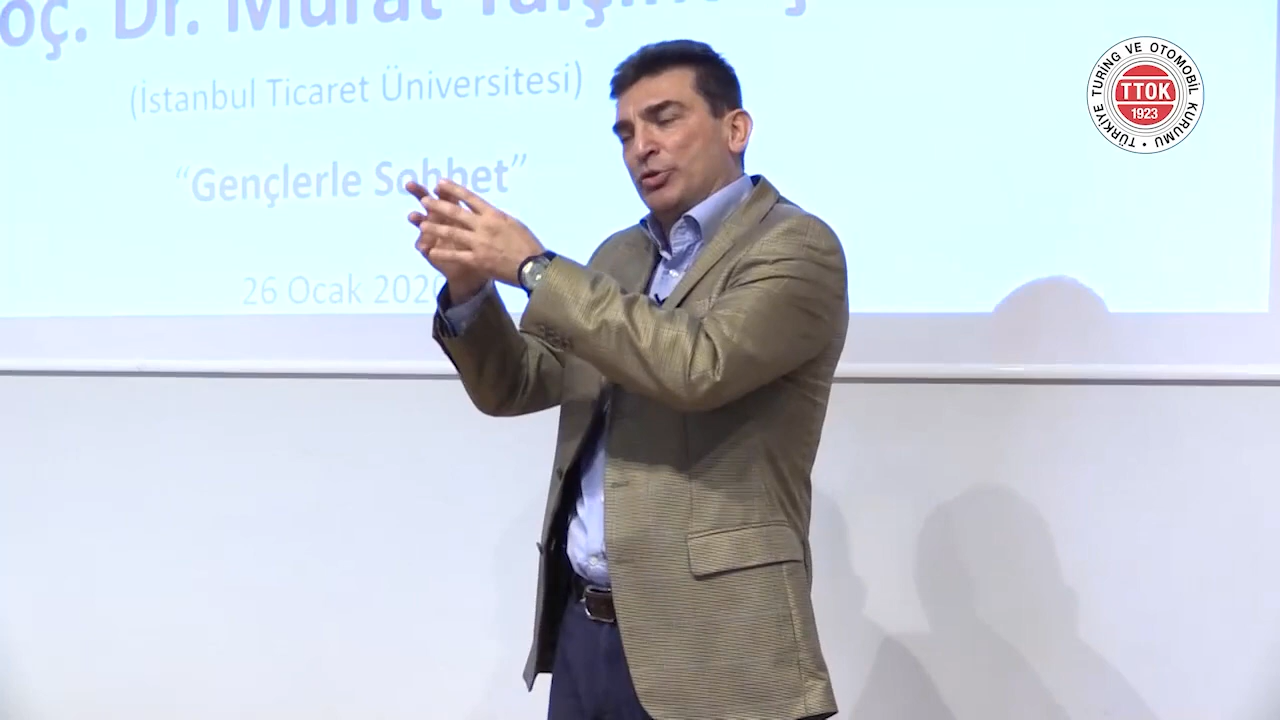 oç. Dr. Murat
(İstanbul Ticaret Üniversitesi)
“Gençlerle Sohbet”
26 Ocak 2020
TÜRKİYE TURİNG VE OTOMOBİL KURUMU •
TTOK
1923